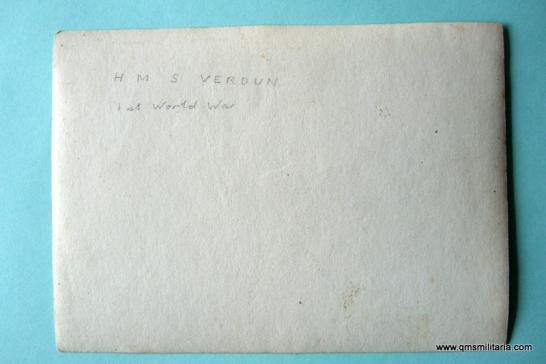 H M S VERDUN
1st World War
www.qmsmilitaria.com